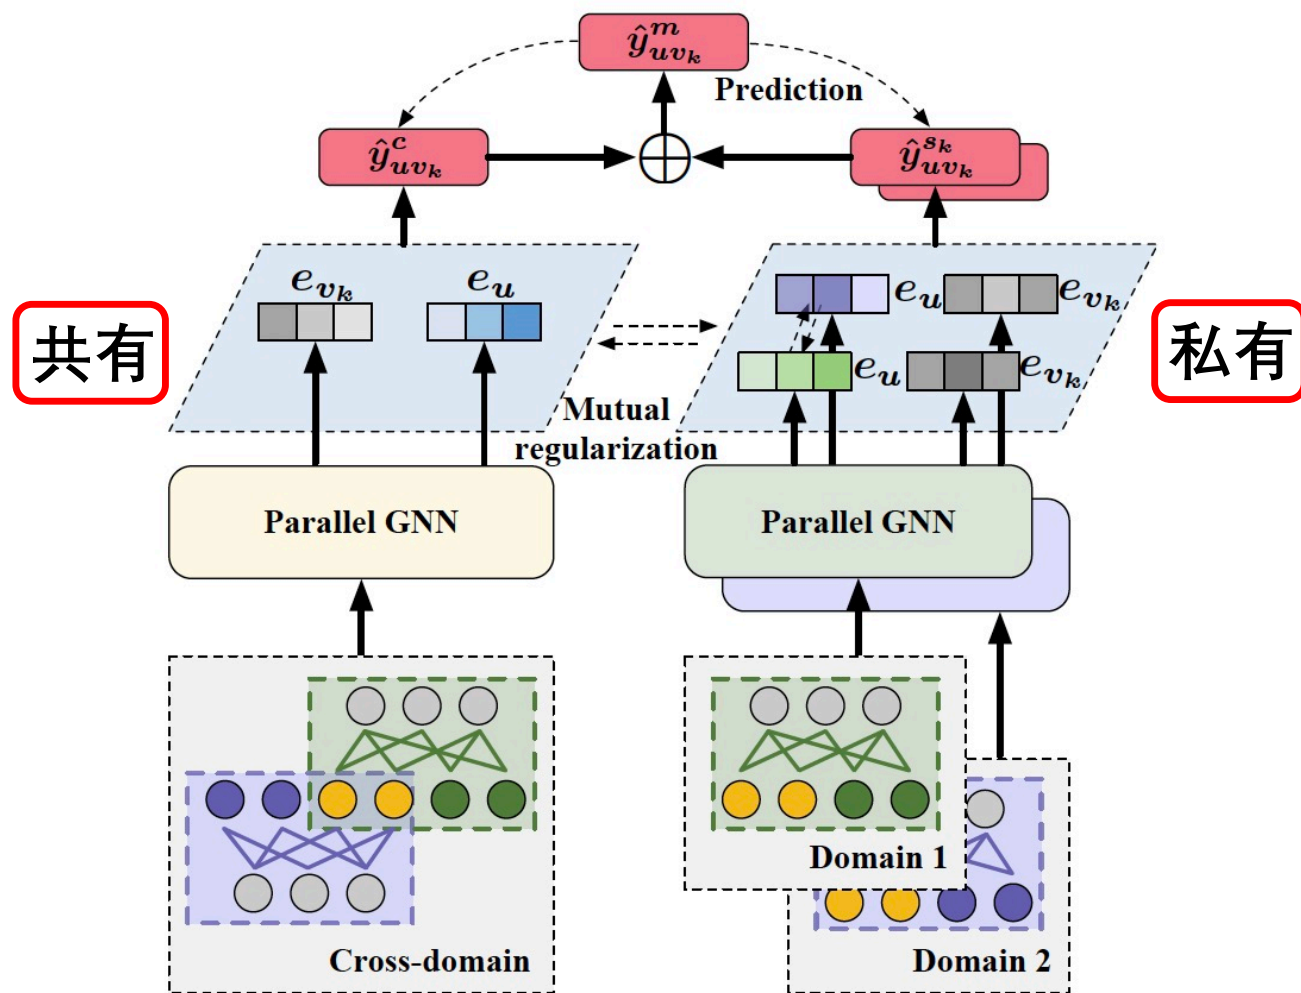 ŷ^m_{uv_k}
Prediction
ŷ^c_{uv_k}
ŷ^{s_k}_{uv_k}
e_{v_k}
e_u
e_u
e_{v_k}
共有
私有
e_u
e_{v_k}
Mutual
regularization
Parallel GNN
Parallel GNN
Domain 1
Cross-domain
Domain 2